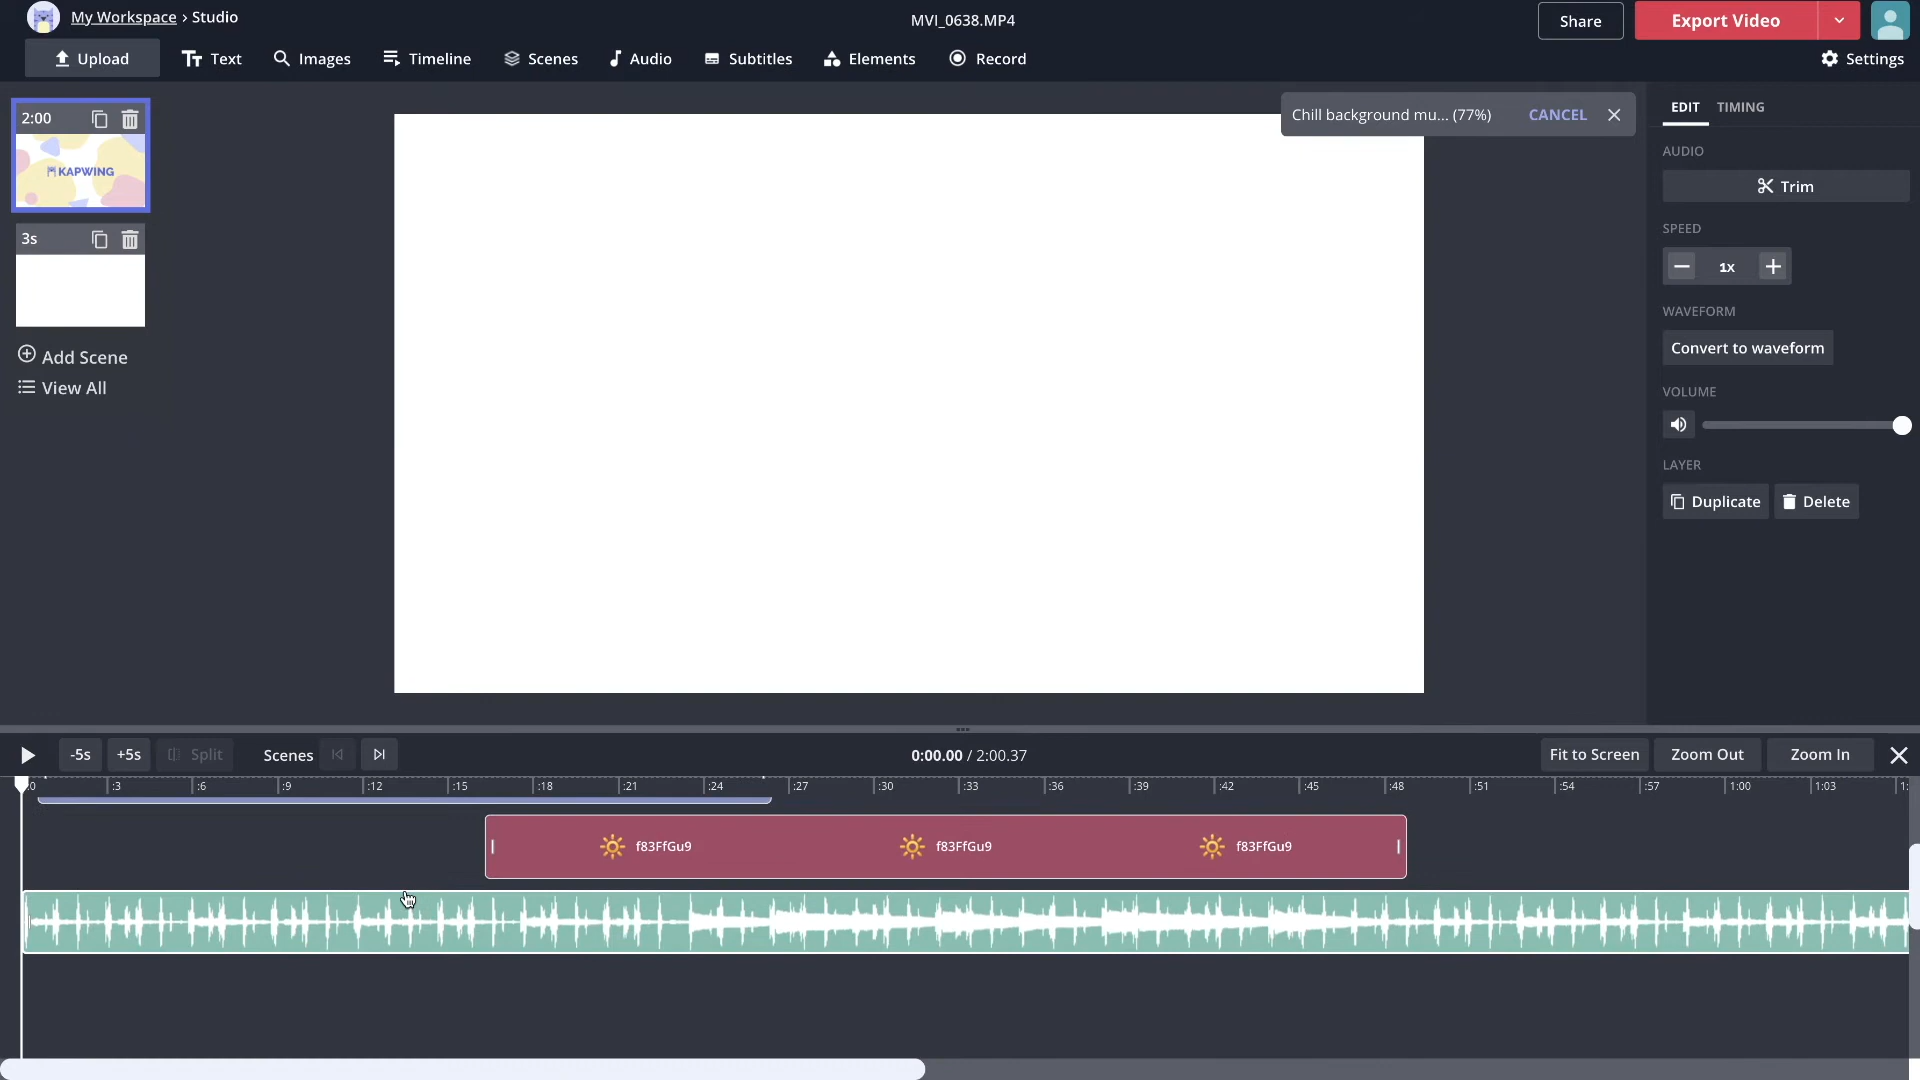 My Workspace › Studio
MVI_0638.MP4
Share
Export Video
Upload
Text
Images
Timeline
Scenes
Audio
Subtitles
Elements
Record
Settings
2:00
KAPWING
3s
Add Scene
View All
Chill background mu... (77%)
CANCEL
EDIT
TIMING
AUDIO
Trim
SPEED
1x
WAVEFORM
Convert to waveform
VOLUME
LAYER
Duplicate
Delete
-5s
+5s
Split
Scenes
0:00.00 / 2:00.37
Fit to Screen
Zoom Out
Zoom In
:0 :3 :6 :9 :12 :15 :18 :21 :24 :27 :30 :33 :36 :39 :42 :45 :48 :51 :54 :57 1:00 1:03
f83FfGu9 f83FfGu9 f83FfGu9